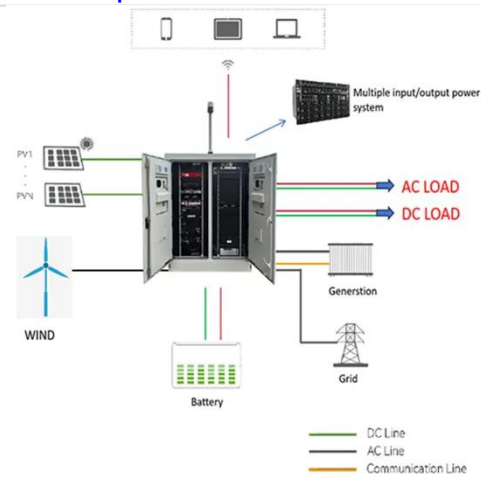 Multiple input/output power
system
PV1
PVN
AC LOAD
DC LOAD
Generstion
WIND
Grid
Battery
DC Line
AC Line
Communication Line